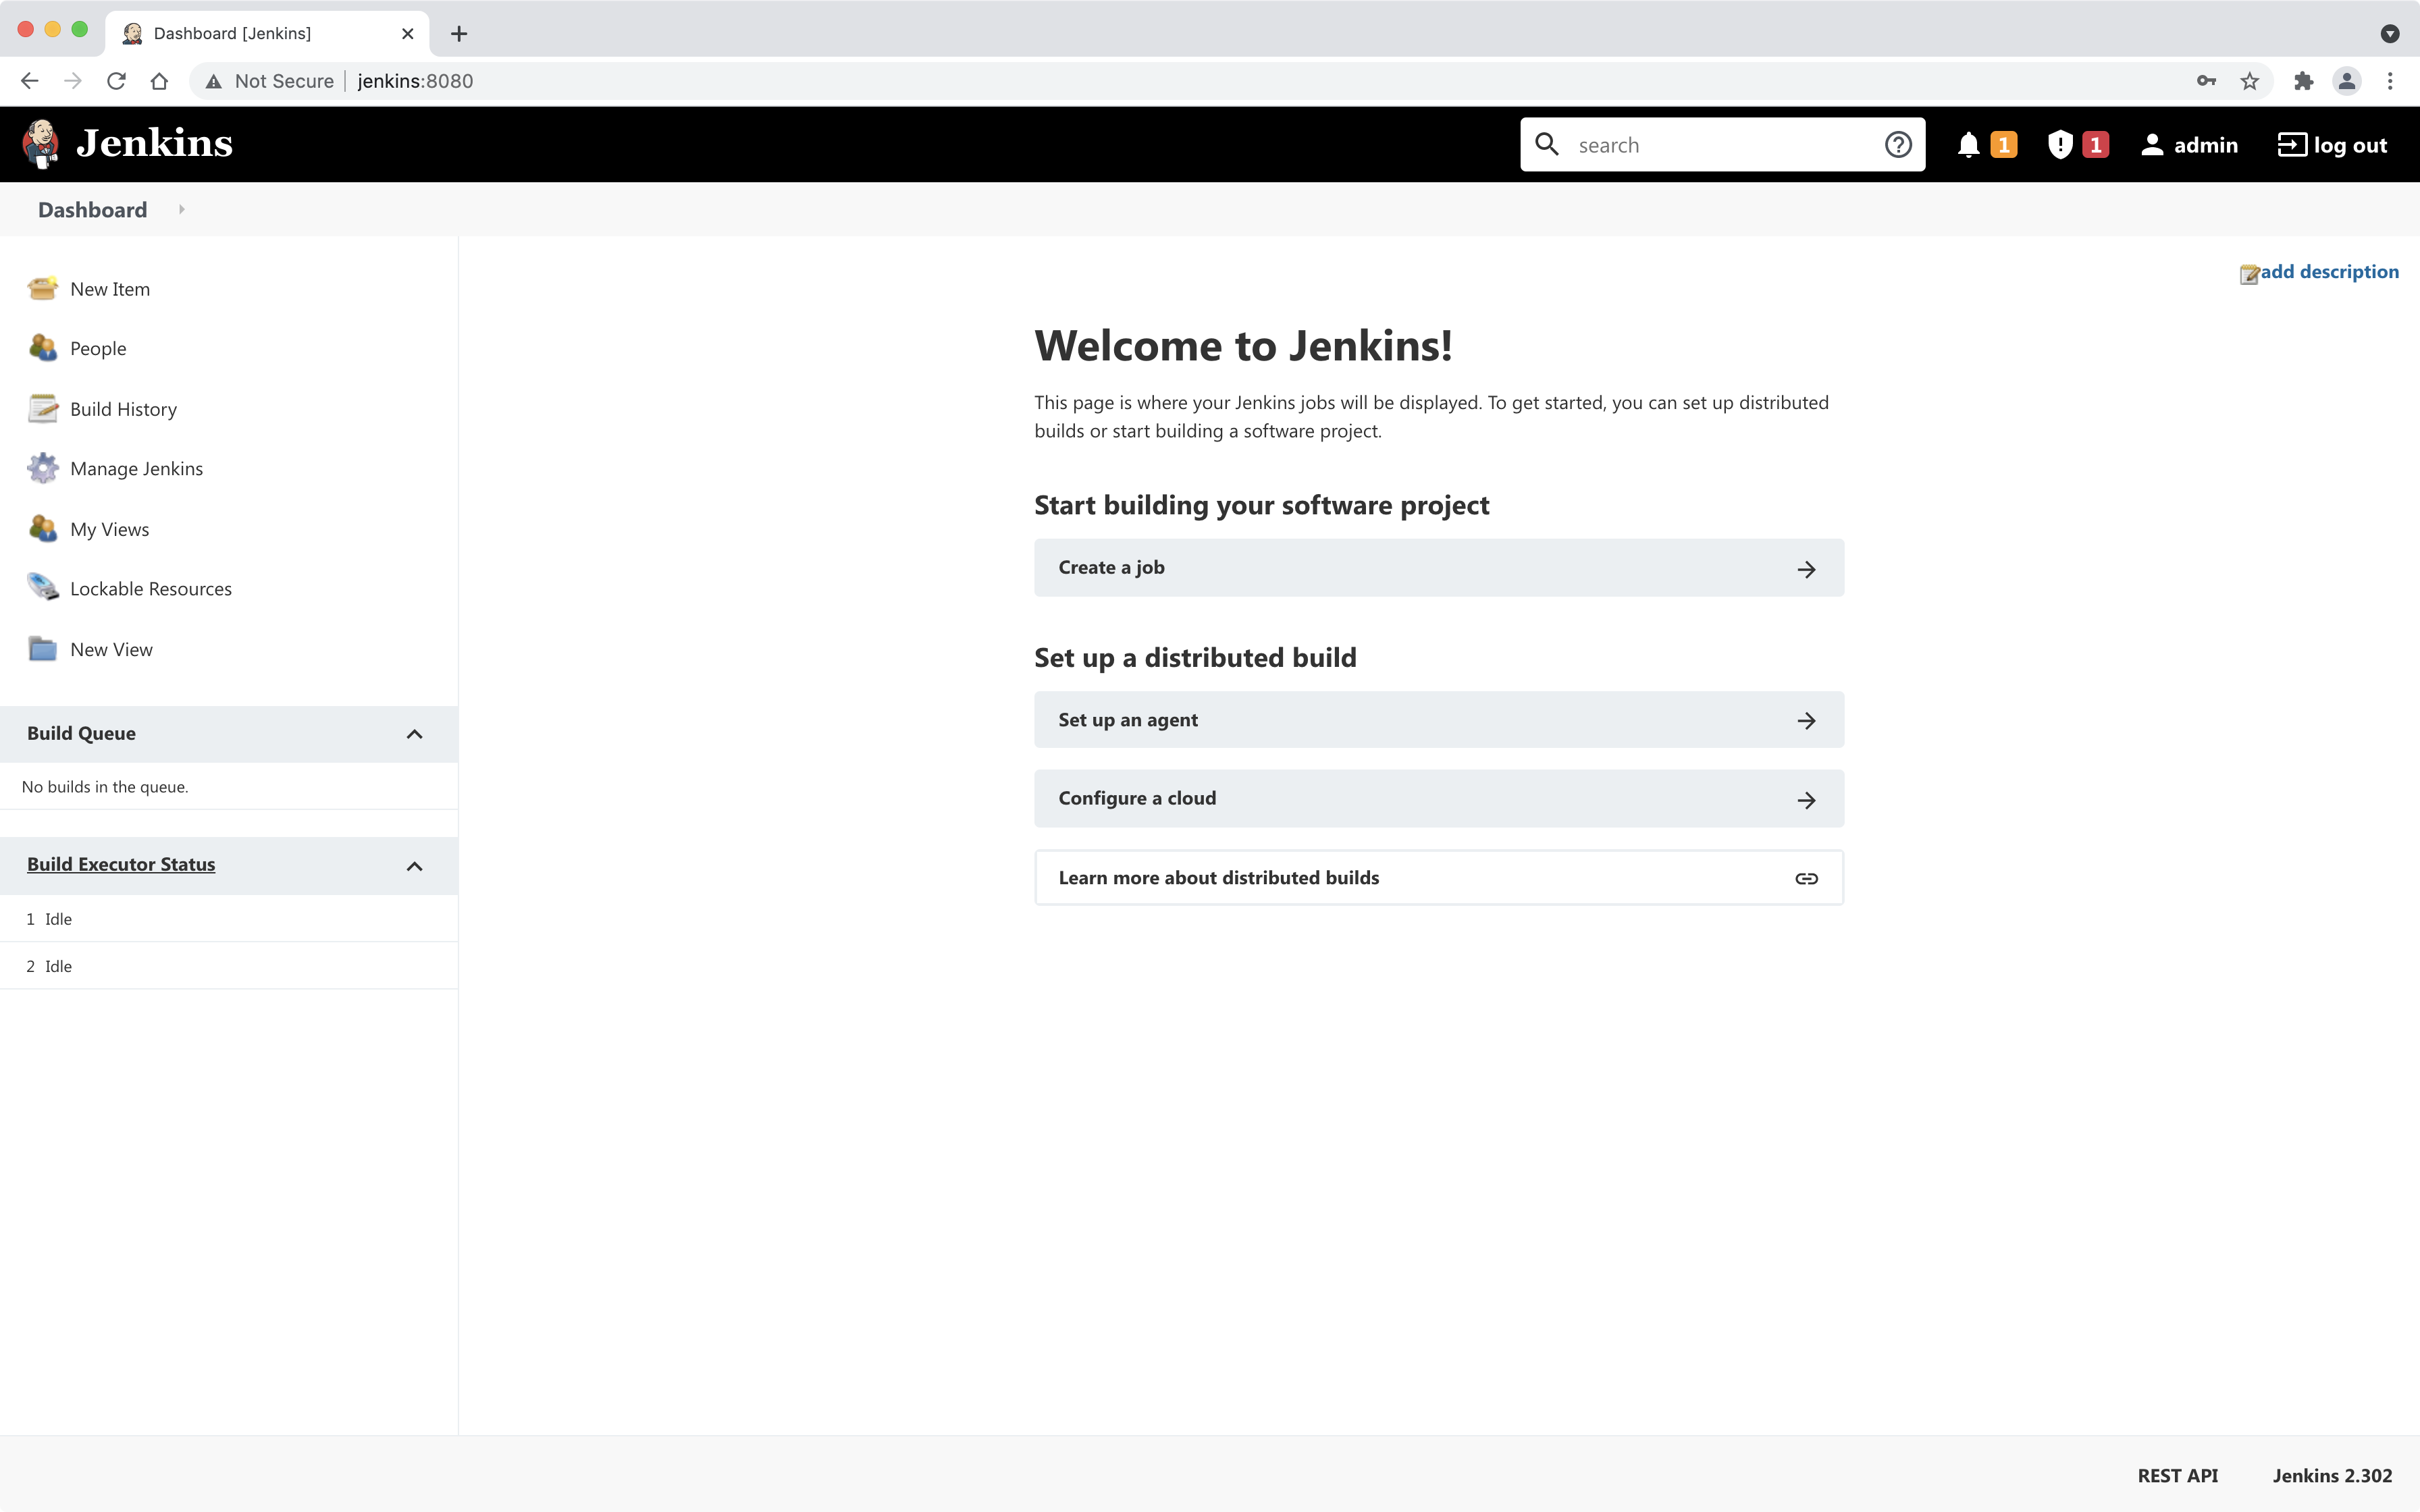 Dashboard [Jenkins]
Not Secure jenkins:8080
Jenkins
search
1
1
admin
log out
Dashboard
add description
New Item
People
Build History
Manage Jenkins
My Views
Lockable Resources
New View
Build Queue
No builds in the queue.
Build Executor Status
1 Idle
2 Idle
Welcome to Jenkins!
This page is where your Jenkins jobs will be displayed. To get started, you can set up distributed
builds or start building a software project.
Start building your software project
Create a job
Set up a distributed build
Set up an agent
Configure a cloud
Learn more about distributed builds
REST API
Jenkins 2.302